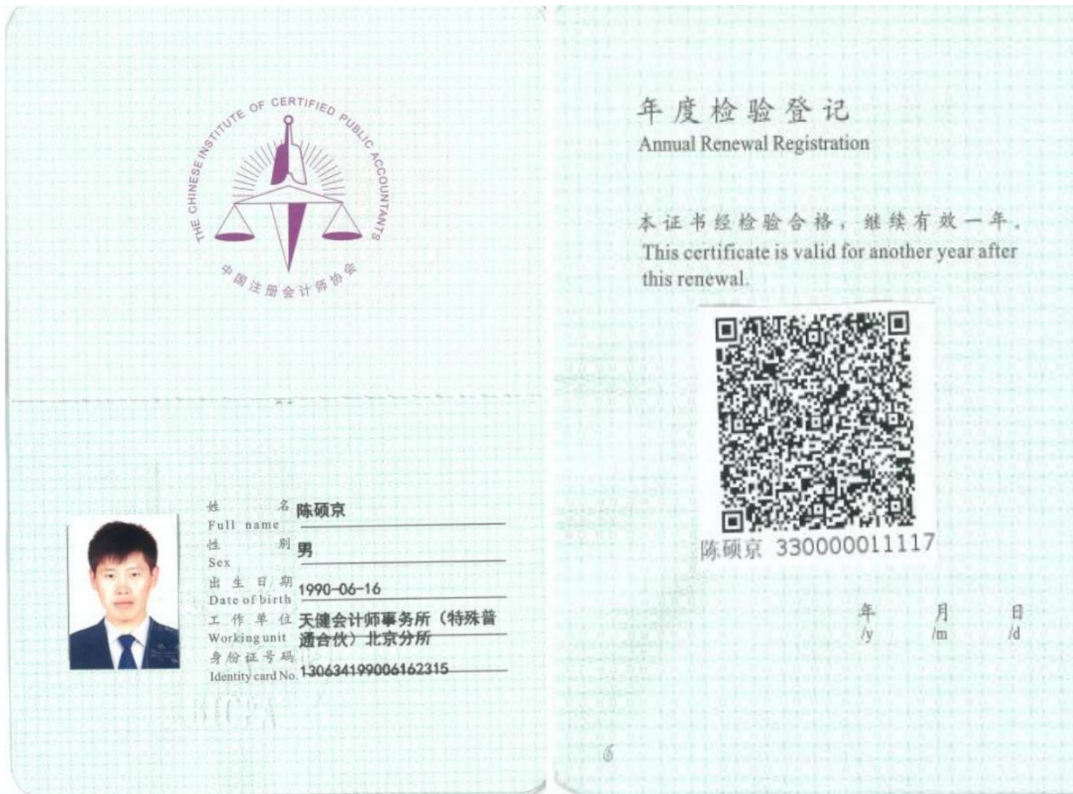 THE CHINESE INSTITUTE OF CERTIFIED PUBLIC ACCOUNTANTS
中国注册会计师协会
姓 名 陈硕京
Full name
性 别 男
Sex
出生日期 1990-06-16
Date of birth
工作单位 天健会计师事务所（特殊普
Working unit 通合伙）北京分所
身份证号码 130634199006162315
Identity card No.
年度检验登记
Annual Renewal Registration
本证书经检验合格，继续有效一年。
This certificate is valid for another year after
this renewal.
陈硕京 330000011117
年 月 日
/y /m /d
6